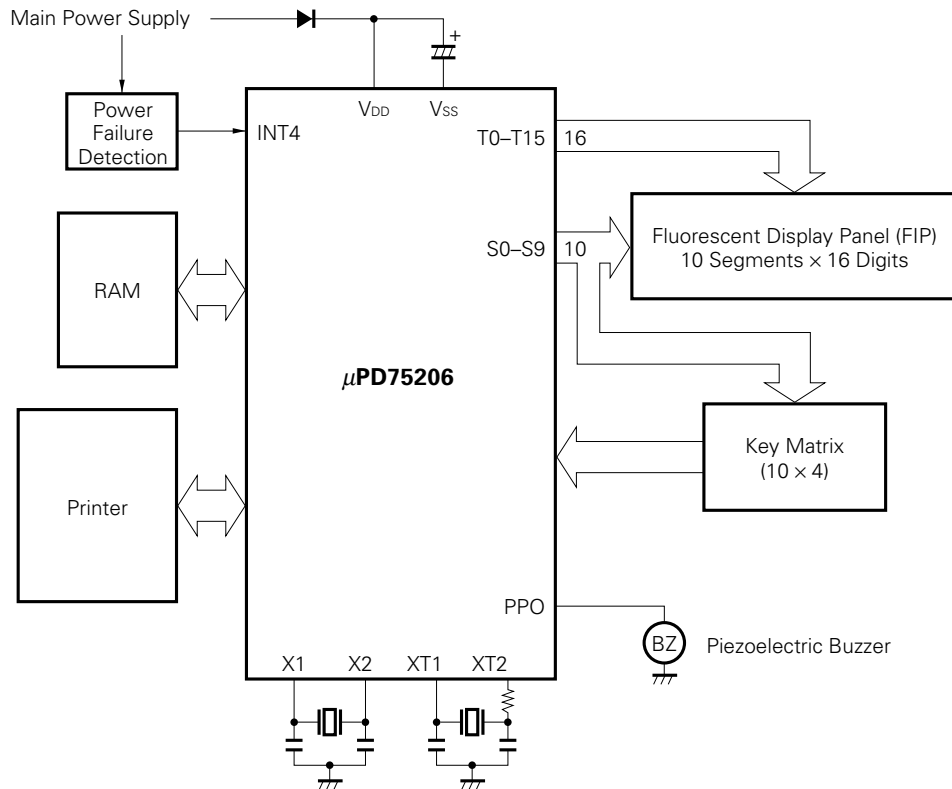 Main Power Supply
+
Power
Failure
Detection
INT4
VDD
VSS
T0–T15
16
RAM
S0–S9
10
Fluorescent Display Panel (FIP)
10 Segments × 16 Digits
μPD75206
Printer
Key Matrix
(10 × 4)
PPO
BZ
Piezoelectric Buzzer
X1
X2
XT1
XT2